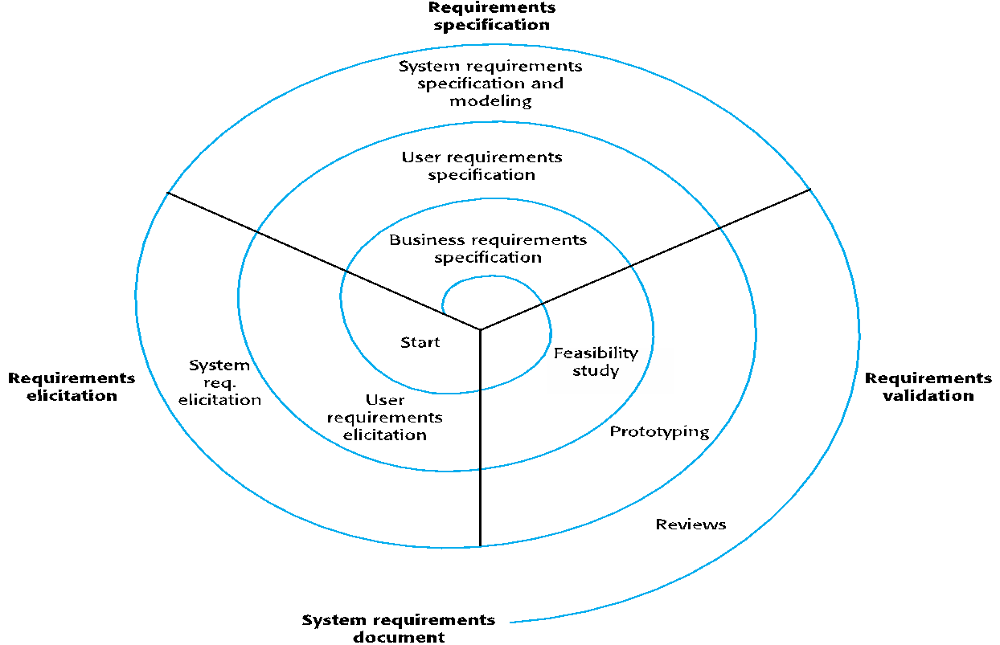 Requirements
specification
System requirements
specification and
modeling
User requirements
specification
Business requirements
specification
Start
Feasibility
study
System
req.
elicitation
Requirements
elicitation
Requirements
validation
User
requirements
elicitation
Prototyping
Reviews
System requirements
document